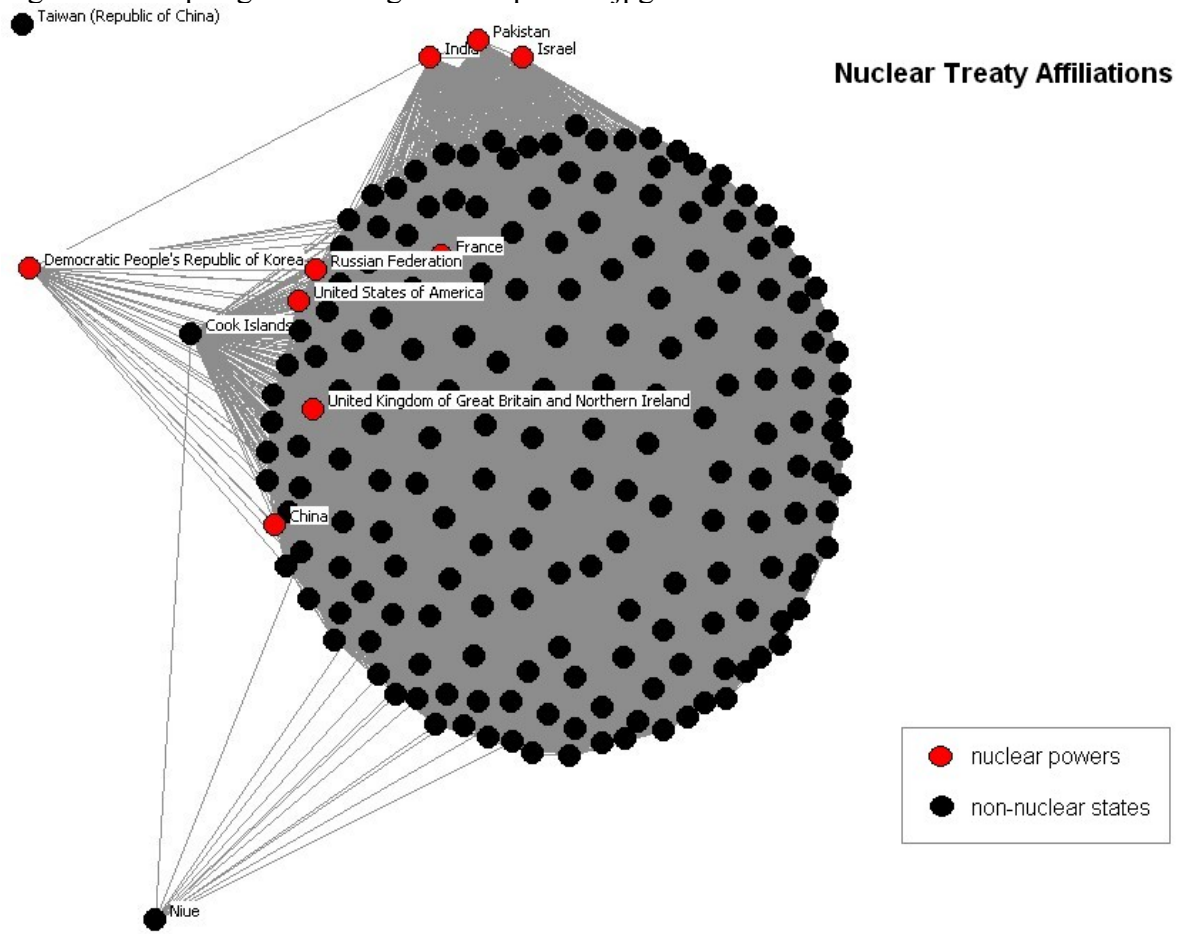 Taiwan (Republic of China)
Pakistan
India
Israel
Nuclear Treaty Affiliations
France
Democratic People's Republic of Korea
Russian Federation
United States of America
Cook Islands
United Kingdom of Great Britain and Northern Ireland
China
nuclear powers
non-nuclear states
Niue